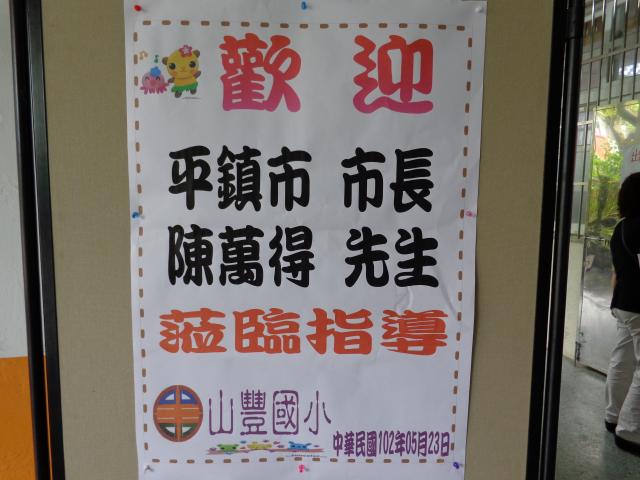 歡迎
平鎮市 市長
陳萬得 先生
蒞臨指導
山豐國小
中華民國102年05月23日